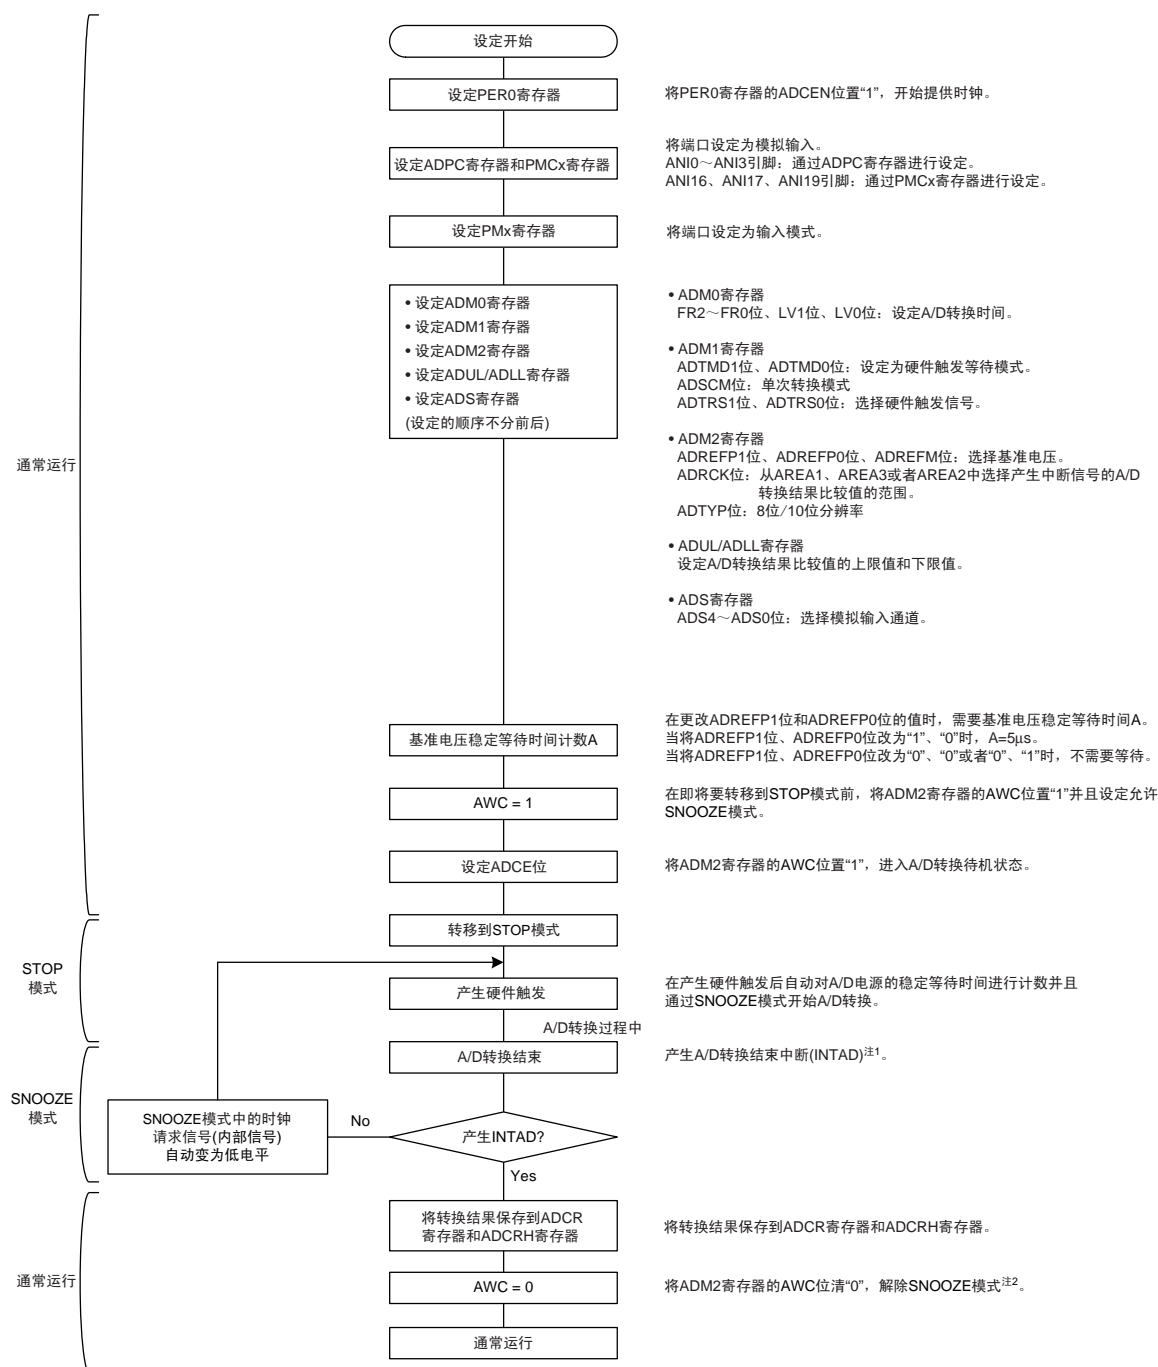 设定开始
设定PER0寄存器
将PER0寄存器的ADCEN位置“1”，开始提供时钟。
设定ADPC寄存器和PMCx寄存器
将端口设定为模拟输入。
ANI0～ANI3引脚：通过ADPC寄存器进行设定。
ANI16、ANI17、ANI19引脚：通过PMCx寄存器进行设定。
设定PMx寄存器
将端口设定为输入模式。
• 设定ADM0寄存器
• 设定ADM1寄存器
• 设定ADM2寄存器
• 设定ADUL/ADLL寄存器
• 设定ADS寄存器
(设定的顺序不分前后)
• ADM0寄存器
FR2～FR0位、LV1位、LV0位：设定A/D转换时间。
• ADM1寄存器
ADTMD1位、ADTMD0位：设定为硬件触发等待模式。
ADSCM位：单次转换模式
ADTRS1位、ADTRS0位：选择硬件触发信号。
• ADM2寄存器
ADREFP1位、ADREFP0位、ADREFM位：选择基准电压。
ADRCK位：从AREA1、AREA3或者AREA2中选择产生中断信号的A/D
转换结果比较值的范围。
ADTYP位：8位/10位分辨率
• ADUL/ADLL寄存器
设定A/D转换结果比较值的上限值和下限值。
• ADS寄存器
ADS4～ADS0位：选择模拟输入通道。
通常运行
基准电压稳定等待时间计数A
在更改ADREFP1位和ADREFP0位的值时，需要基准电压稳定等待时间A。
当将ADREFP1位、ADREFP0位改为“1”、“0”时，A=5μs。
当将ADREFP1位、ADREFP0位改为“0”、“0”或者“0”、“1”时，不需要等待。
AWC = 1
在即将要转移到STOP模式前，将ADM2寄存器的AWC位置“1”并且设定允许
SNOOZE模式。
设定ADCE位
将ADM2寄存器的AWC位置“1”，进入A/D转换待机状态。
转移到STOP模式
STOP
模式
产生硬件触发
在产生硬件触发后自动对A/D电源的稳定等待时间进行计数并且
通过SNOOZE模式开始A/D转换。
A/D转换过程中
A/D转换结束
产生A/D转换结束中断(INTAD)注1。
SNOOZE
模式
SNOOZE模式中的时钟
请求信号(内部信号)
自动变为低电平
No
产生INTAD?
Yes
将转换结果保存到ADCR
寄存器和ADCRH寄存器
将转换结果保存到ADCR寄存器和ADCRH寄存器。
通常运行
AWC = 0
将ADM2寄存器的AWC位清“0”，解除SNOOZE模式注2。
通常运行